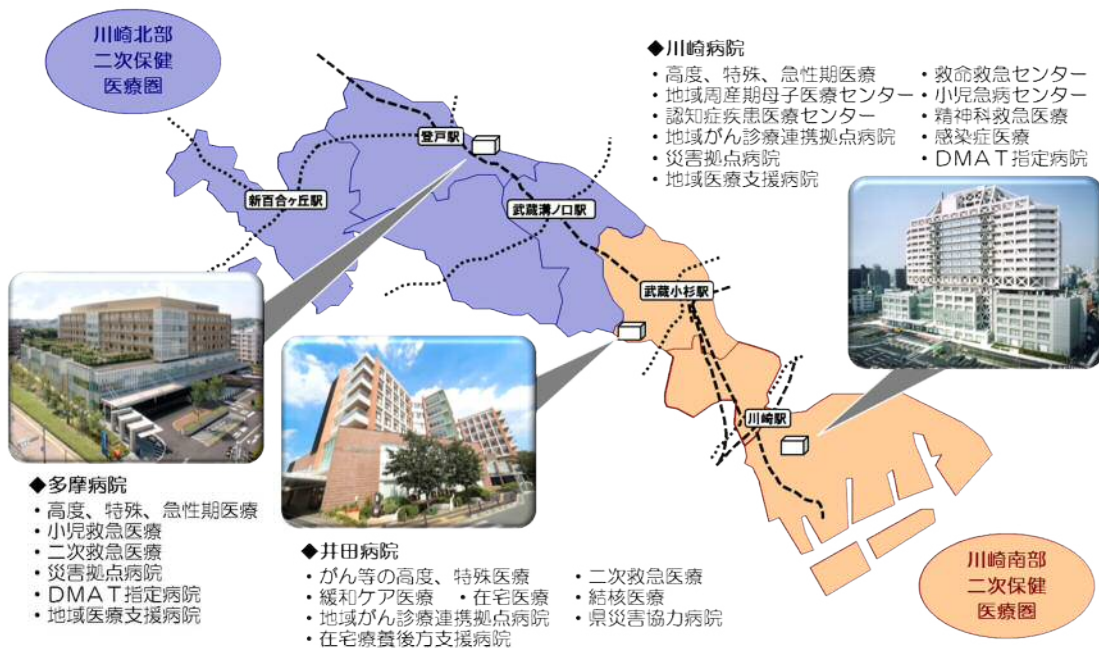 川崎北部
二次保健
医療圏
◆川崎病院
・高度、特殊、急性期医療
・地域周産期母子医療センター
・認知症疾患医療センター
・地域がん診療連携拠点病院
・災害拠点病院
・地域医療支援病院
・救命救急センター
・小児急病センター
・精神科救急医療
・感染症医療
・DMAT指定病院
登戸駅
新百合ヶ丘駅
武蔵溝ノ口駅
武蔵小杉駅
川崎駅
◆多摩病院
・高度、特殊、急性期医療
・小児救急医療
・二次救急医療
・災害拠点病院
・DMAT指定病院
・地域医療支援病院
◆井田病院
・がん等の高度、特殊医療
・緩和ケア医療 ・在宅医療
・地域がん診療連携拠点病院
・在宅療養後方支援病院
・二次救急医療
・結核医療
・県災害協力病院
川崎南部
二次保健
医療圏